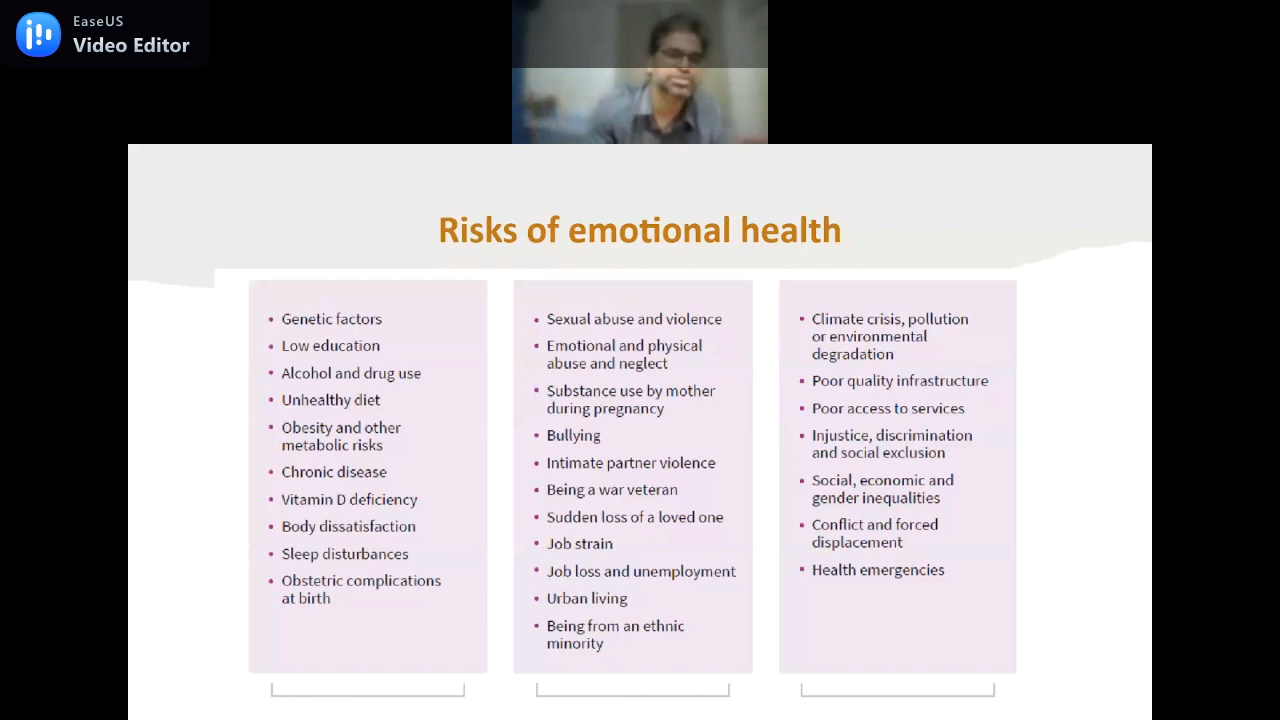 EaseUS
Video Editor
Risks of emotional health
• Genetic factors
• Low education
• Alcohol and drug use
• Unhealthy diet
• Obesity and other
metabolic risks
• Chronic disease
• Vitamin D deficiency
• Body dissatisfaction
• Sleep disturbances
• Obstetric complications
at birth
• Sexual abuse and violence
• Emotional and physical
abuse and neglect
• Substance use by mother
during pregnancy
• Bullying
• Intimate partner violence
• Being a war veteran
• Sudden loss of a loved one
• Job strain
• Job loss and unemployment
• Urban living
• Being from an ethnic
minority
• Climate crisis, pollution
or environmental
degradation
• Poor quality infrastructure
• Poor access to services
• Injustice, discrimination
and social exclusion
• Social, economic and
gender inequalities
• Conflict and forced
displacement
• Health emergencies